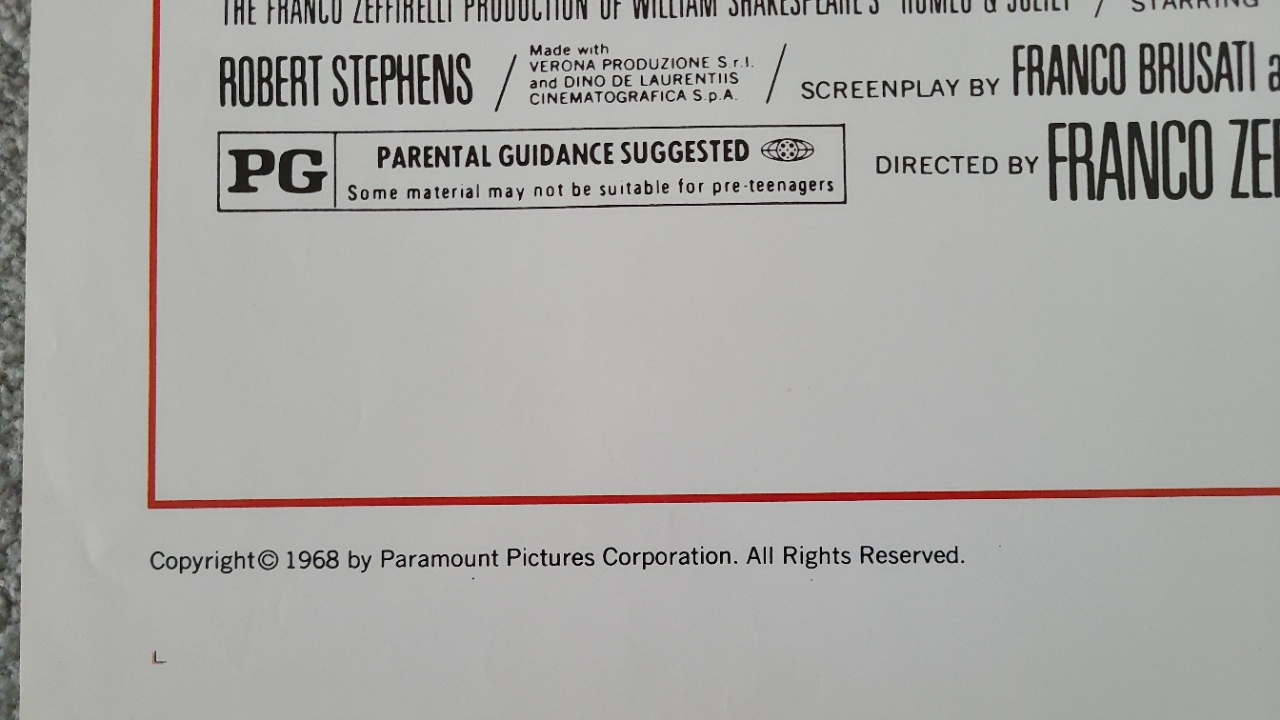 THE FRANCO ZEFFIRELLI PRODUCTION OF WILLIAM SHAKESPEARE'S "ROMEO & JULIET" / STARRING
ROBERT STEPHENS / Made with
VERONA PRODUZIONE S.r.l.
and DINO DE LAURENTIIS
CINEMATOGRAFICA S.p.A. / SCREENPLAY BY FRANCO BRUSATI
PG PARENTAL GUIDANCE SUGGESTED
Some material may not be suitable for pre-teenagers
DIRECTED BY FRANCO
Copyright© 1968 by Paramount Pictures Corporation. All Rights Reserved.